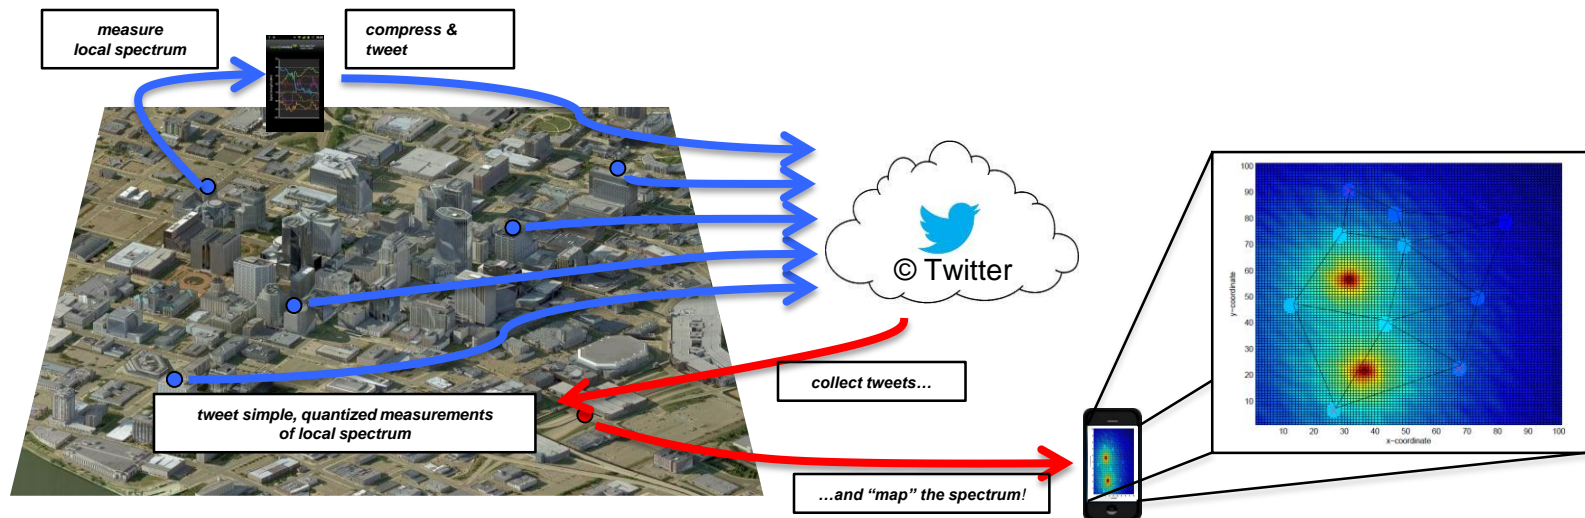 measure
local spectrum
compress &
tweet
© Twitter
tweet simple, quantized measurements
of local spectrum
collect tweets…
…and “map” the spectrum!
100
90
80
70
60
50
40
30
20
10
y−coordinate
10 20 30 40 50 60 70 80 90 100
x−coordinate